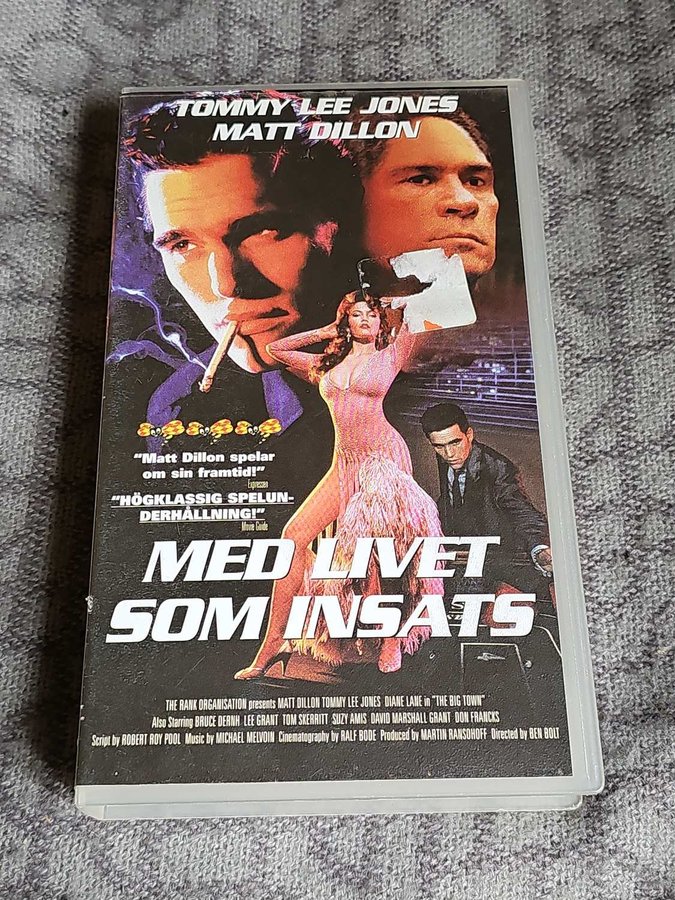 TOMMY LEE JONES
MATT DILLON
"Matt Dillon spelar
om sin framtid!"
Expressen
"HÖGKLASSIG SPELUN-
DERHÅLLNING!"
Movie Guide
MED LIVET
SOM INSATS
THE RANK ORGANISATION presents MATT DILLON TOMMY LEE JONES DIANE LANE in "THE BIG TOWN"
Also Starring BRUCE DERNH LEE GRANT TOM SKERRITT SUZY AMIS DAVID MARSHALL GRANT DON FRANCKS
Script by ROBERT ROY POOL Music by MICHAEL MELVOIN Cinematography by RALF BODE Produced by MARTIN RANSOHOFF Directed by BEN BOLT